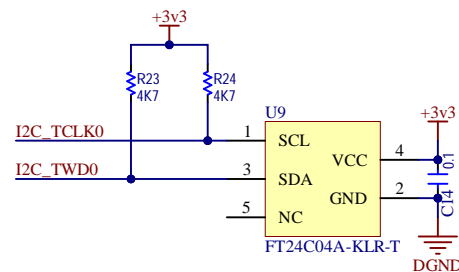 +3v3
R23
4K7
R24
4K7
U9
+3v3
I2C_TCLK0
1
SCL
VCC
4
0.1
I2C_TWD0
3
SDA
GND
2
C14
5
NC
FT24C04A-KLR-T
DGND